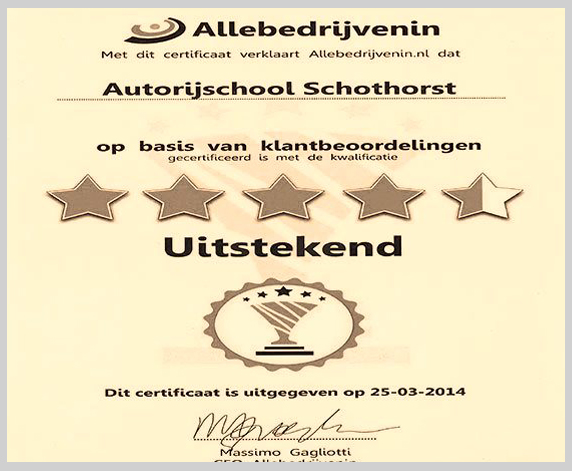 Allebedrijvenin
Met dit certificaat verklaart Allebedrijvenin.nl dat
Autorijschool Schothorst
op basis van klantbeoordelingen
gecertificeerd is met de kwalificatie
Uitstekend
Dit certificaat is uitgegeven op 25-03-2014
Massimo Gagliotti
CEO Allebedrijvenin